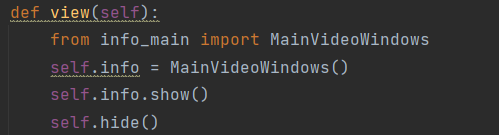 def view(self):
    from info_main import MainVideoWindows
    self.info = MainVideoWindows()
    self.info.show()
    self.hide()